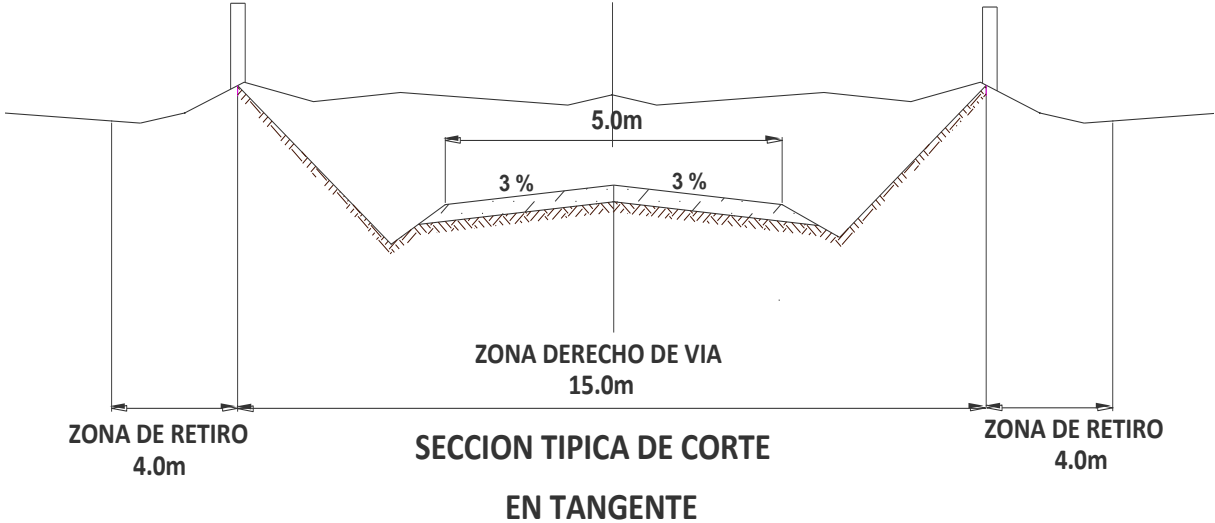 5.0m
3 %
3 %
ZONA DERECHO DE VIA
15.0m
ZONA DE RETIRO
4.0m
SECCION TIPICA DE CORTE
EN TANGENTE
ZONA DE RETIRO
4.0m